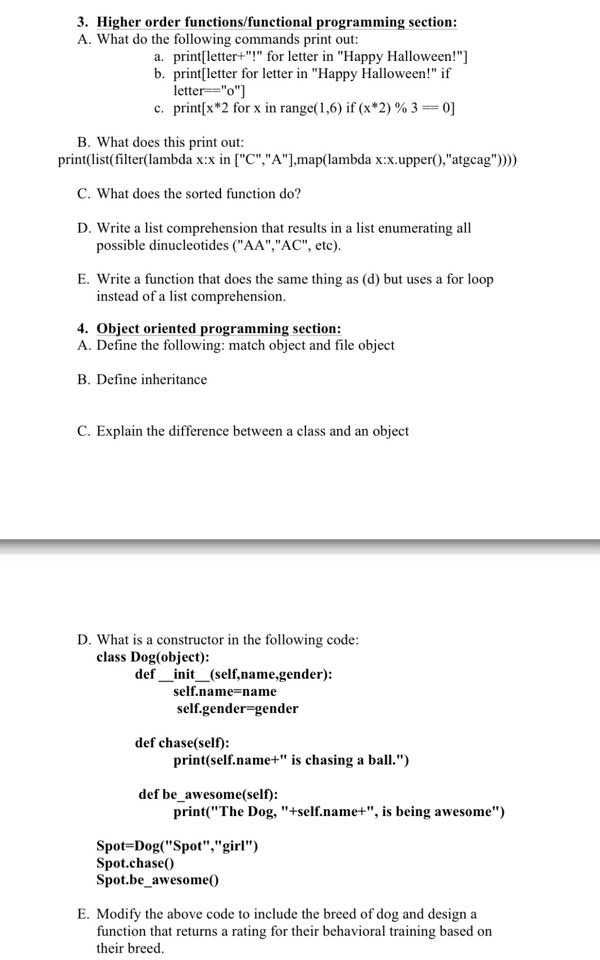 3. Higher order functions/functional programming section:
A. What do the following commands print out:
a. print[letter+"!" for letter in "Happy Halloween!"]
b. print[letter for letter in "Happy Halloween!" if
letter=="o"]
c. print[x*2 for x in range(1,6) if (x*2) % 3 == 0]
B. What does this print out:
print(list(filter(lambda x:x in ["C","A"],map(lambda x:x.upper(),"atgcag"))))
C. What does the sorted function do?
D. Write a list comprehension that results in a list enumerating all
possible dinucleotides ("AA","AC", etc).
E. Write a function that does the same thing as (d) but uses a for loop
instead of a list comprehension.
4. Object oriented programming section:
A. Define the following: match object and file object
B. Define inheritance
C. Explain the difference between a class and an object
D. What is a constructor in the following code:
class Dog(object):
def __init__(self,name,gender):
self.name=name
self.gender=gender
def chase(self):
print(self.name+" is chasing a ball.")
def be_awesome(self):
print("The Dog, "+self.name+", is being awesome")
Spot=Dog("Spot","girl")
Spot.chase()
Spot.be_awesome()
E. Modify the above code to include the breed of dog and design a
function that returns a rating for their behavioral training based on
their breed.